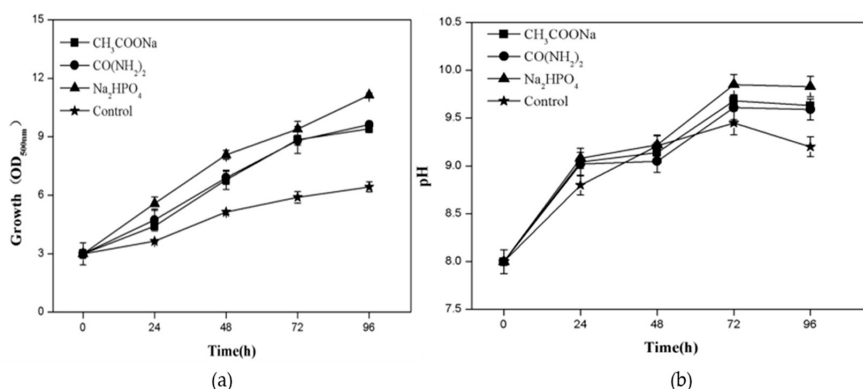 15
12
9
6
3
0
Growth (OD500nm)
CH3COONa
CO(NH2)2
Na2HPO4
Control
0 24 48 72 96
Time(h)
(a)
10.5
10.0
9.5
9.0
8.5
8.0
7.5
pH
CH3COONa
CO(NH2)2
Na2HPO4
Control
0 24 48 72 96
Time(h)
(b)